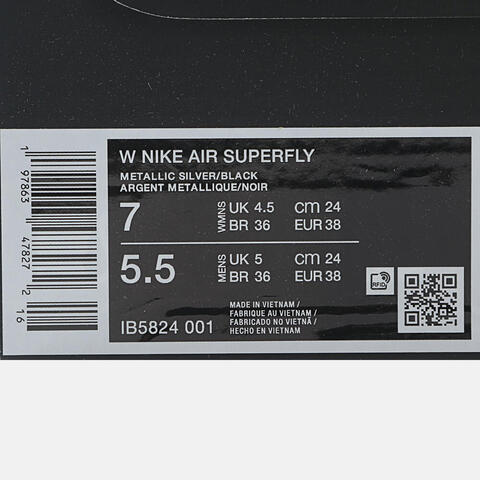 W NIKE AIR SUPERFLY
METALLIC SILVER/BLACK
ARGENT METALLIQUE/NOIR
7 WMNS UK 4.5 CM 24
BR 36 EUR 38
5.5 MENS UK 5 CM 24
BR 36 EUR 38
MADE IN VIETNAM /
FABRIQUE AU VIETNAM /
FABRICADO NO VIETNÃ /
HECHO EN VIETNAM
IB5824 001
RFID
1 97863 47827 2 16